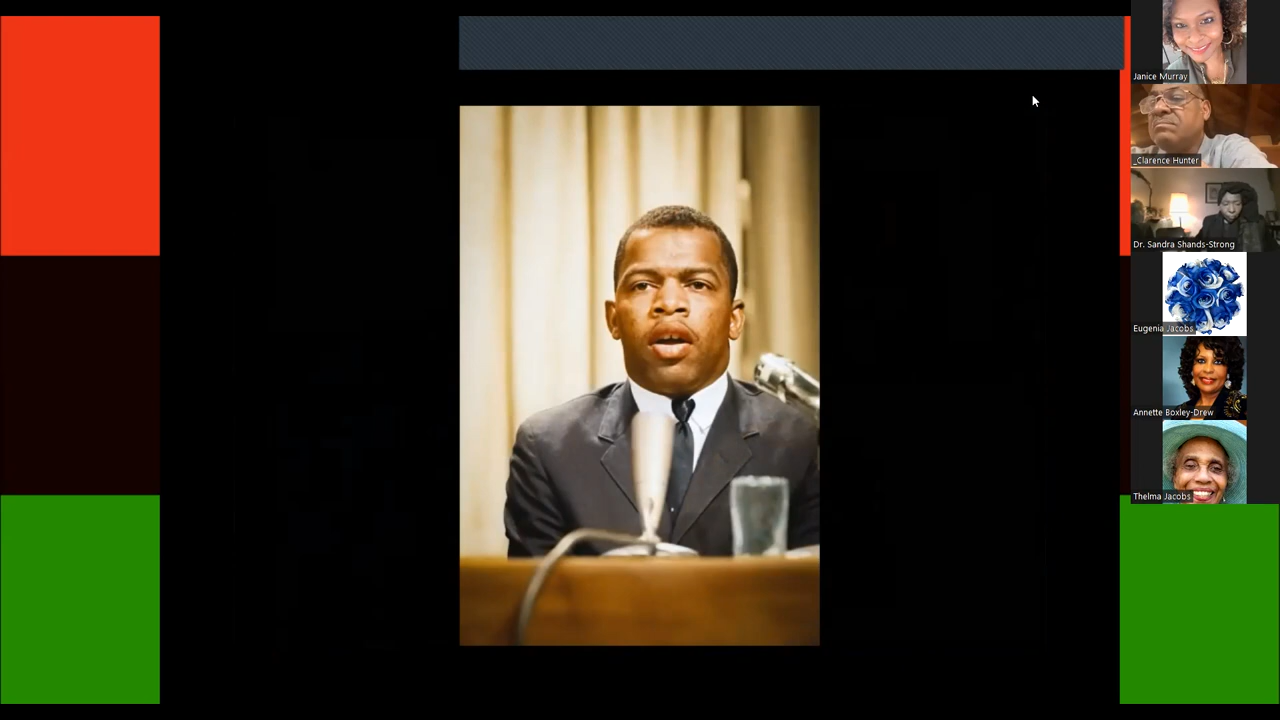 Janice Murray
_Clarence Hunter
Dr. Sandra Shands-Strong
Eugenia Jacobs
Annette Boxley-Drew
Thelma Jacobs